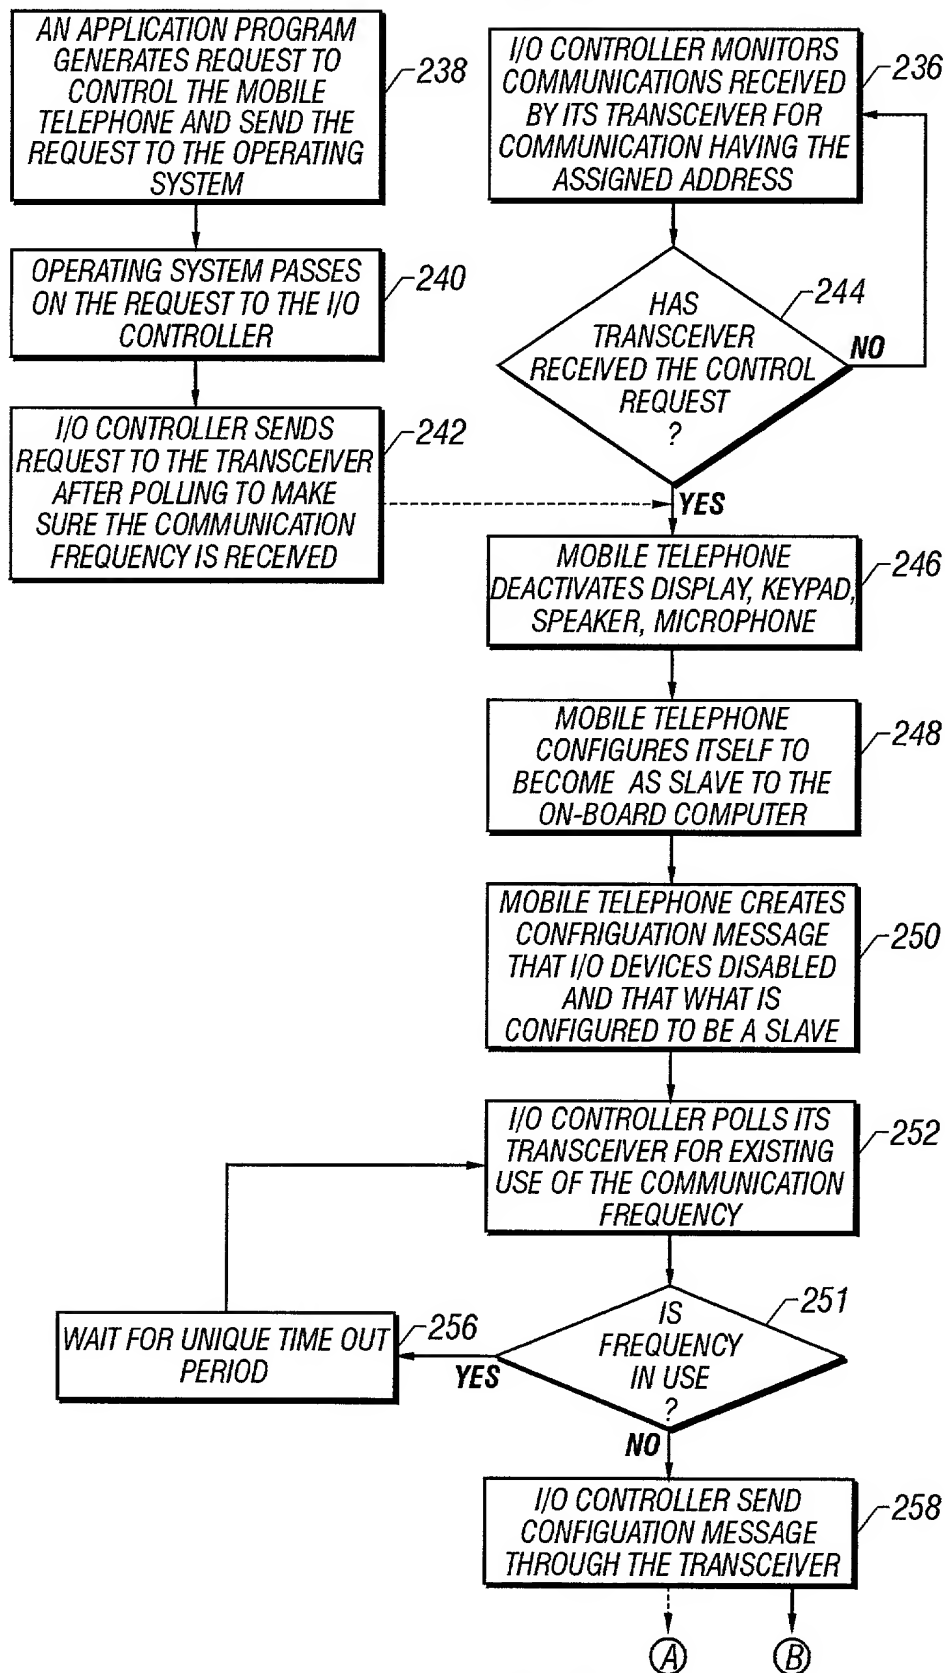 AN APPLICATION PROGRAM
GENERATES REQUEST TO
CONTROL THE MOBILE
TELEPHONE AND SEND THE
REQUEST TO THE OPERATING
SYSTEM
238
OPERATING SYSTEM PASSES
ON THE REQUEST TO THE I/O
CONTROLLER
240
I/O CONTROLLER SENDS
REQUEST TO THE TRANSCEIVER
AFTER POLLING TO MAKE
SURE THE COMMUNICATION
FREQUENCY IS RECEIVED
242
I/O CONTROLLER MONITORS
COMMUNICATIONS RECEIVED
BY ITS TRANSCEIVER FOR
COMMUNICATION HAVING THE
ASSIGNED ADDRESS
236
HAS
TRANSCEIVER
RECEIVED THE CONTROL
REQUEST
?
244
NO
YES
MOBILE TELEPHONE
DEACTIVATES DISPLAY, KEYPAD,
SPEAKER, MICROPHONE
246
MOBILE TELEPHONE
CONFIGURES ITSELF TO
BECOME AS SLAVE TO THE
ON-BOARD COMPUTER
248
MOBILE TELEPHONE CREATES
CONFRIGUATION MESSAGE
THAT I/O DEVICES DISABLED
AND THAT WHAT IS
CONFIGURED TO BE A SLAVE
250
I/O CONTROLLER POLLS ITS
TRANSCEIVER FOR EXISTING
USE OF THE COMMUNICATION
FREQUENCY
252
IS
FREQUENCY
IN USE
?
251
YES
WAIT FOR UNIQUE TIME OUT
PERIOD
256
NO
I/O CONTROLLER SEND
CONFIGUATION MESSAGE
THROUGH THE TRANSCEIVER
258
A
B